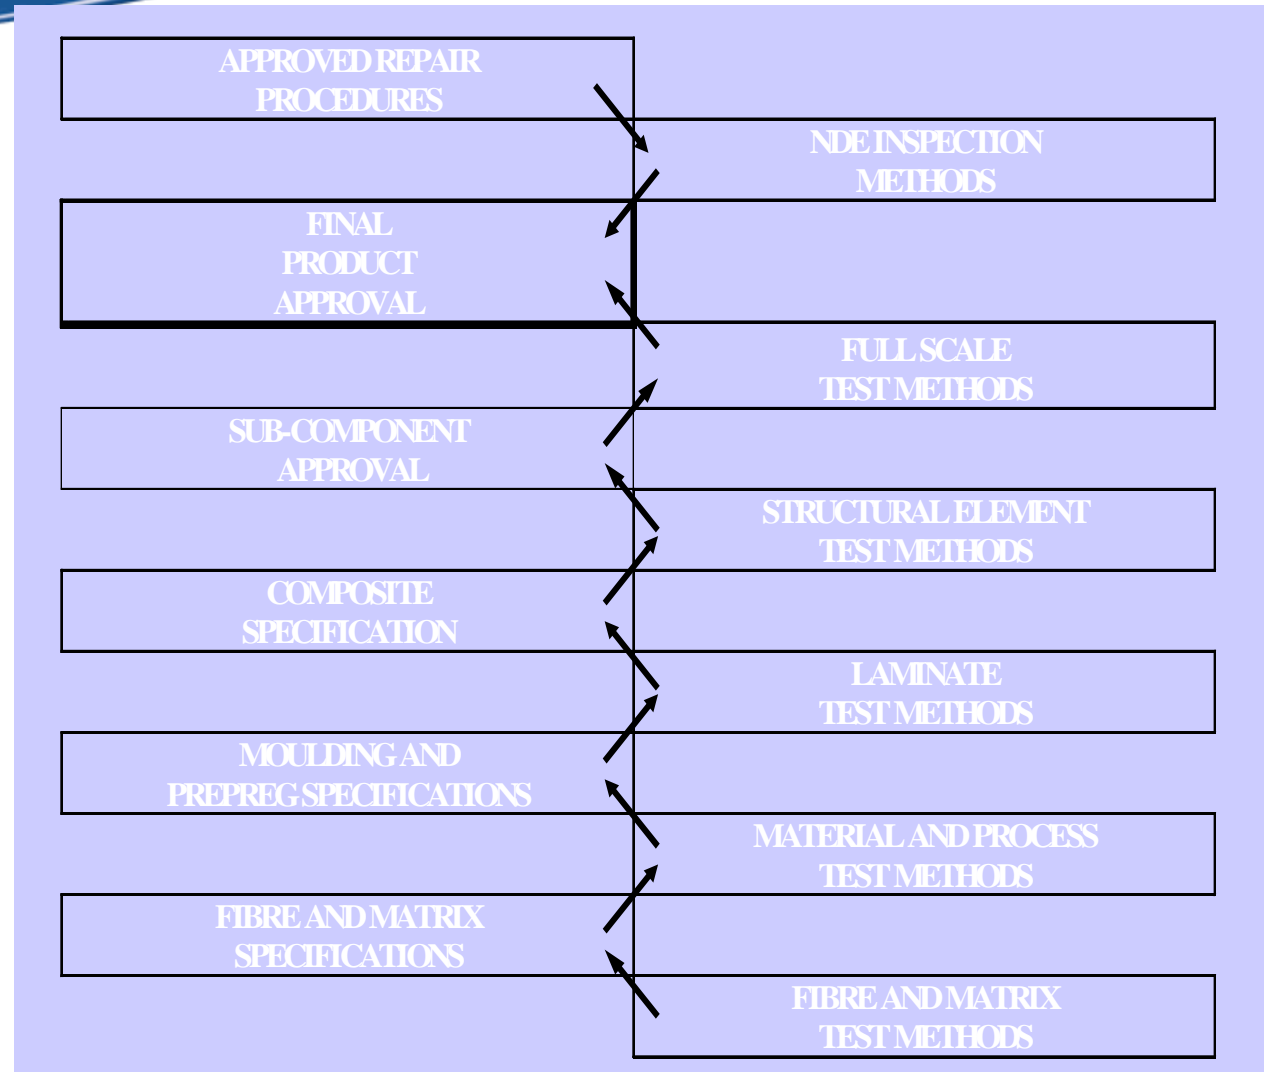 APPROVED REPAIR
PROCEDURES
NDE INSPECTION
METHODS
FINAL
PRODUCT
APPROVAL
FULL SCALE
TEST METHODS
SUB-COMPONENT
APPROVAL
STRUCTURAL ELEMENT
TEST METHODS
COMPOSITE
SPECIFICATION
LAMINATE
TEST METHODS
MOULDING AND
PREPREG SPECIFICATIONS
MATERIAL AND PROCESS
TEST METHODS
FIBRE AND MATRIX
SPECIFICATIONS
FIBRE AND MATRIX
TEST METHODS